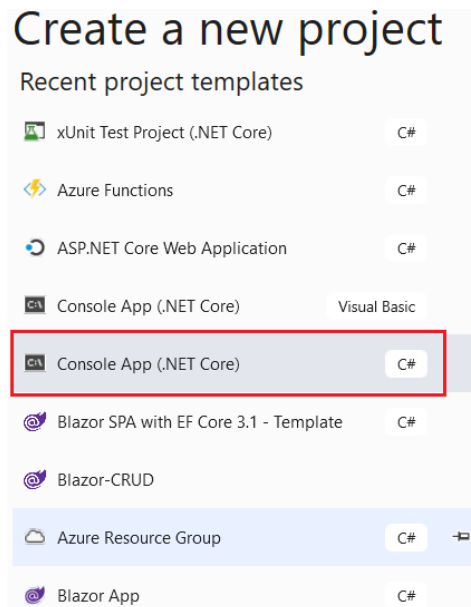 Create a new project
Recent project templates
xUnit Test Project (.NET Core) C#
Azure Functions C#
ASP.NET Core Web Application C#
Console App (.NET Core) Visual Basic
Console App (.NET Core) C#
Blazor SPA with EF Core 3.1 - Template C#
Blazor-CRUD
Azure Resource Group C#
Blazor App C#